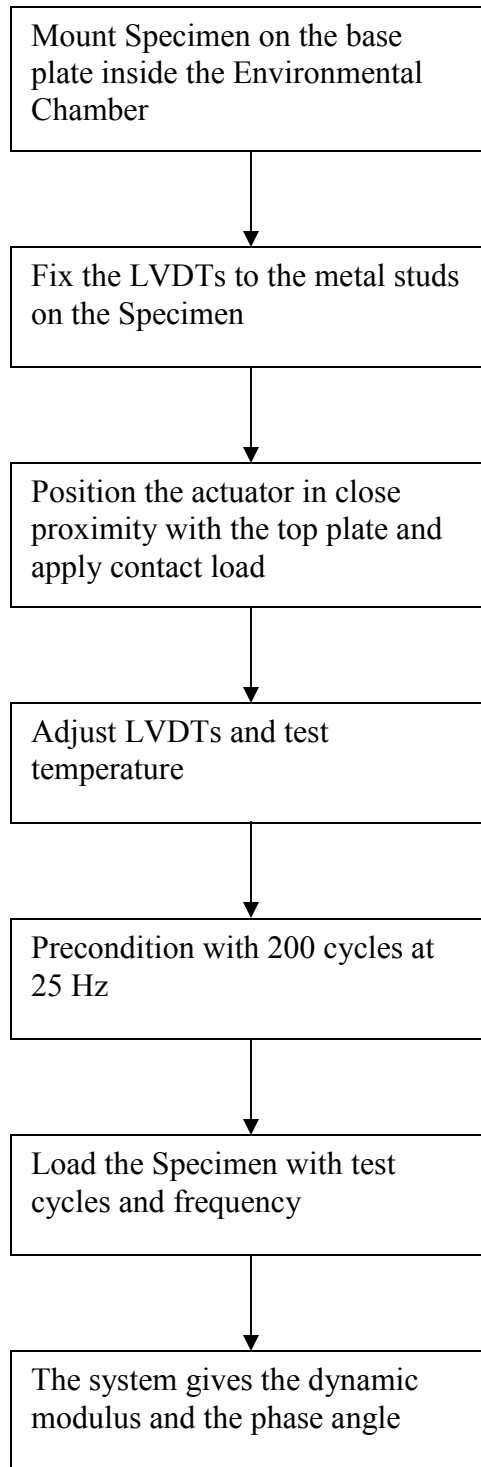 Mount Specimen on the base
plate inside the Environmental
Chamber
Fix the LVDTs to the metal studs
on the Specimen
Position the actuator in close
proximity with the top plate and
apply contact load
Adjust LVDTs and test
temperature
Precondition with 200 cycles at
25 Hz
Load the Specimen with test
cycles and frequency
The system gives the dynamic
modulus and the phase angle